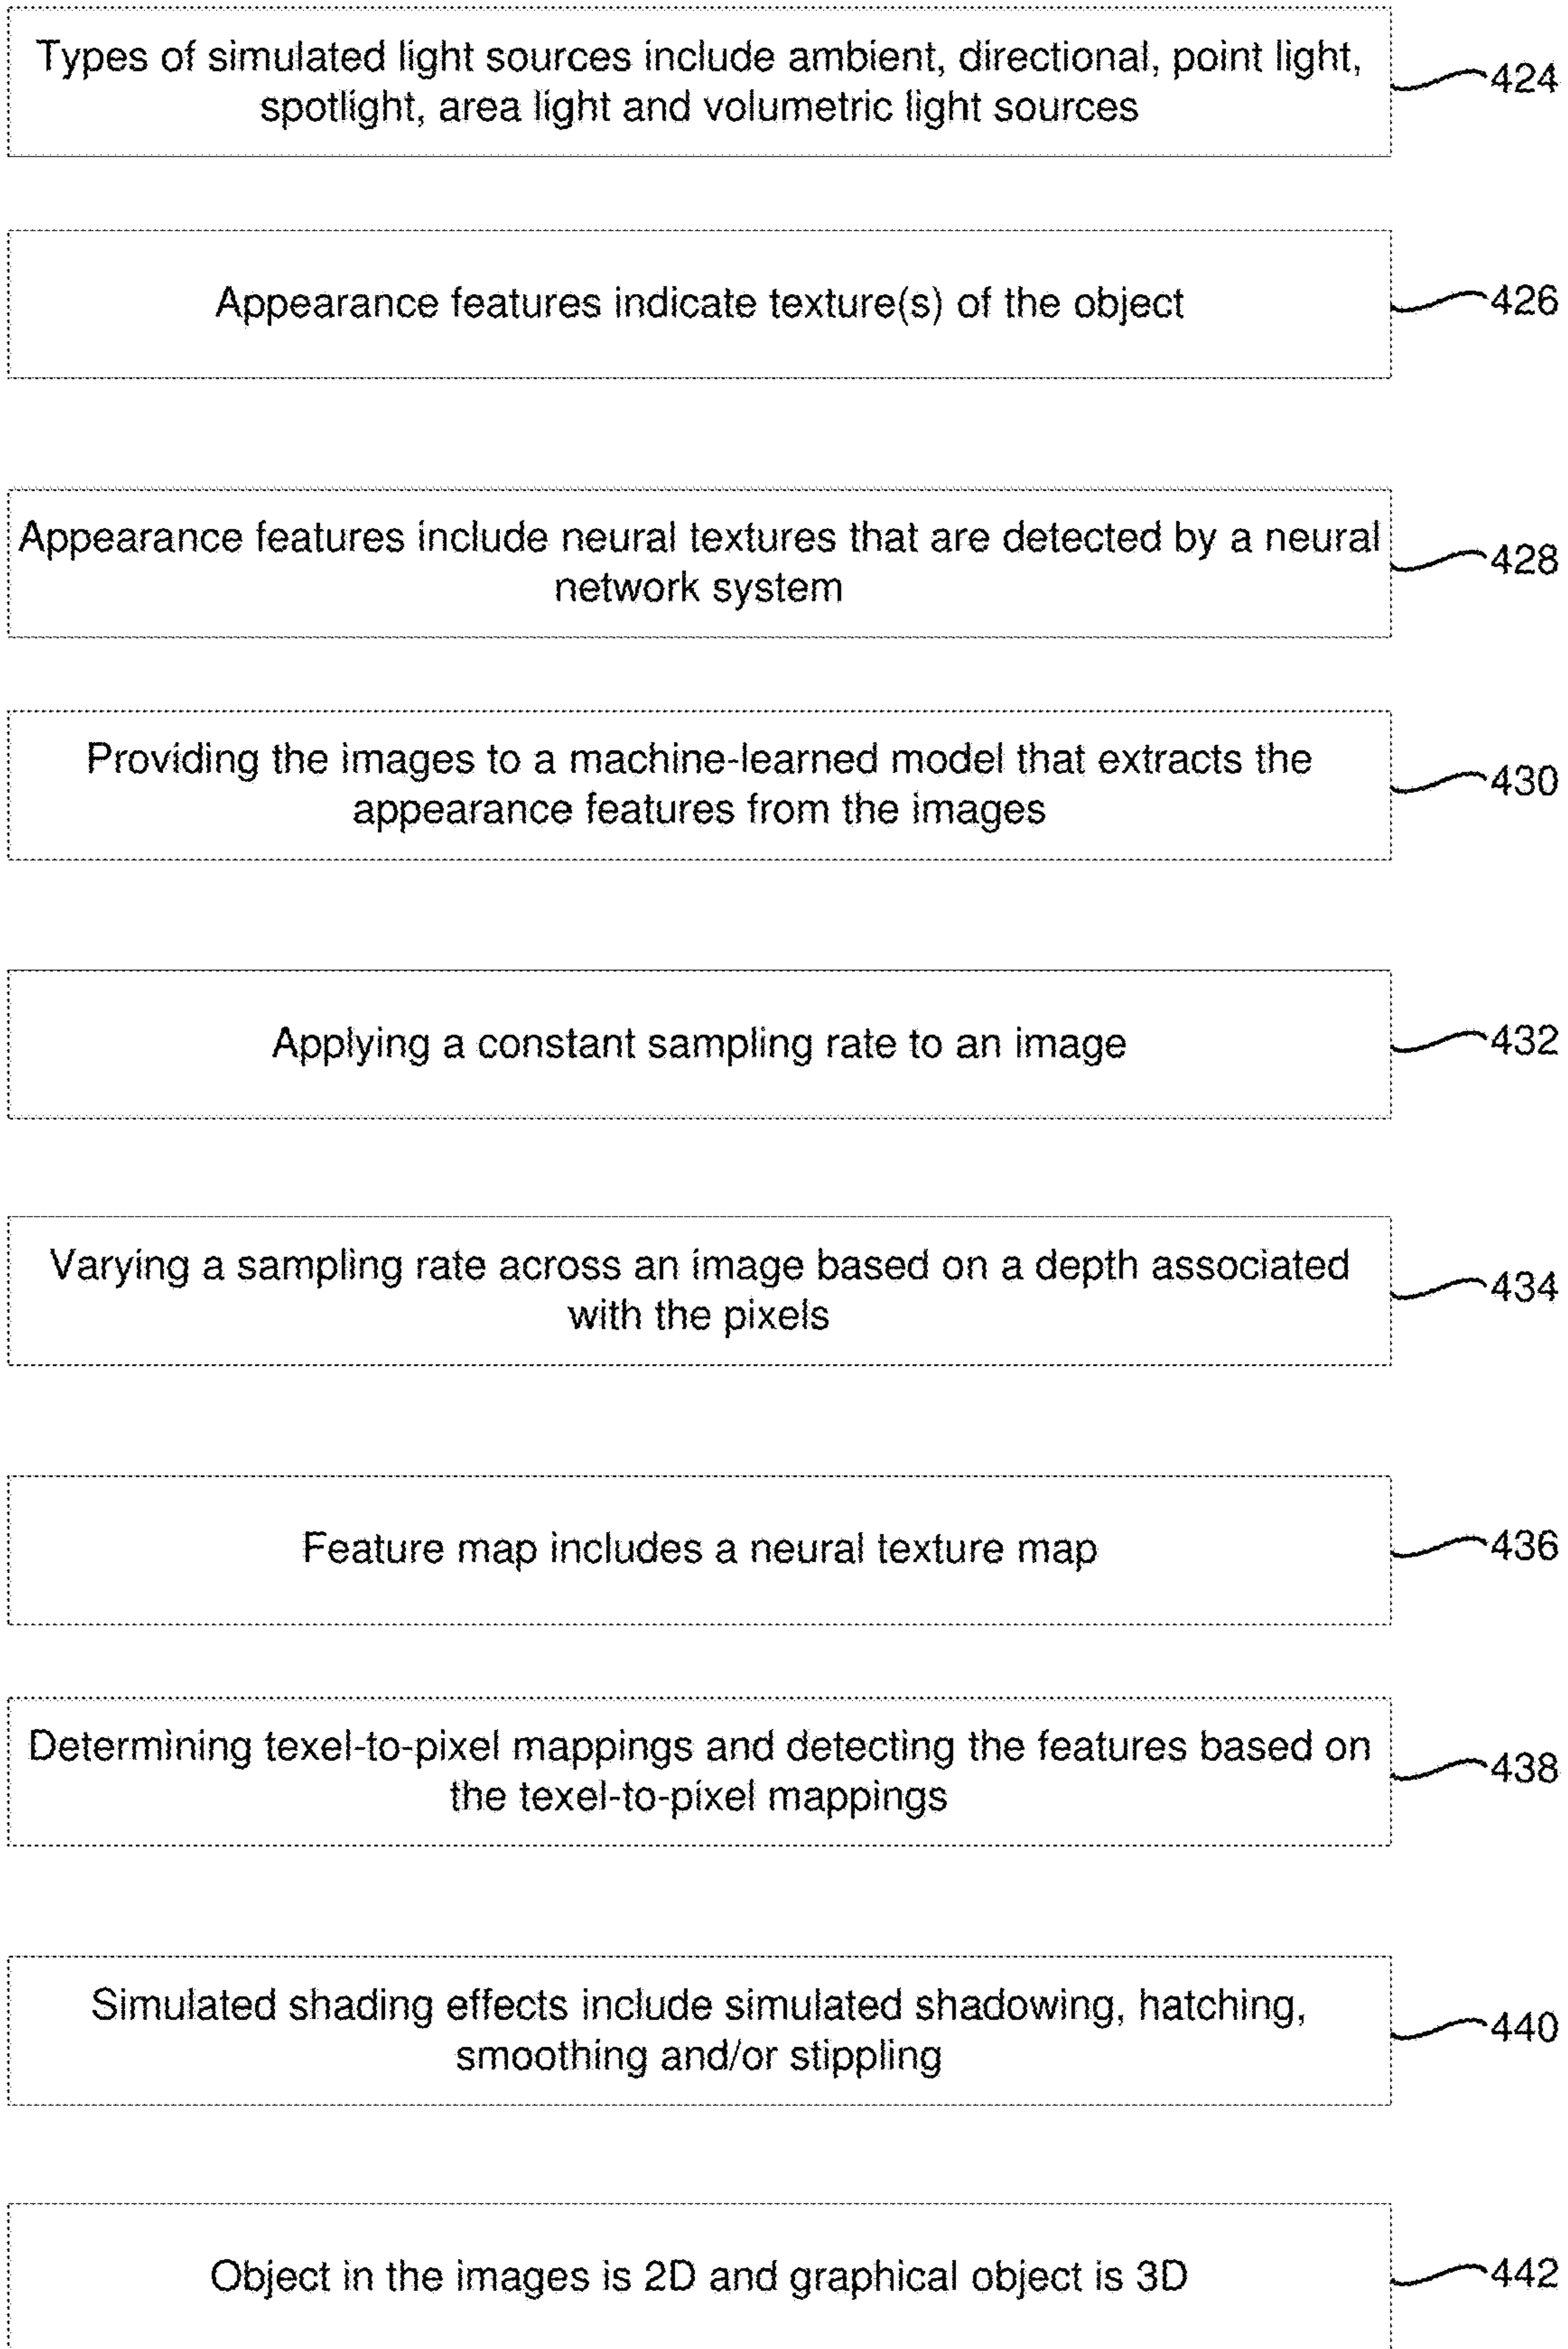 Types of simulated light sources include ambient, directional, point light,
spotlight, area light and volumetric light sources
424
Appearance features indicate texture(s) of the object
426
Appearance features include neural textures that are detected by a neural
network system
428
Providing the images to a machine-learned model that extracts the
appearance features from the images
430
Applying a constant sampling rate to an image
432
Varying a sampling rate across an image based on a depth associated
with the pixels
434
Feature map includes a neural texture map
436
Determining texel-to-pixel mappings and detecting the features based on
the texel-to-pixel mappings
438
Simulated shading effects include simulated shadowing, hatching,
smoothing and/or stippling
440
Object in the images is 2D and graphical object is 3D
442